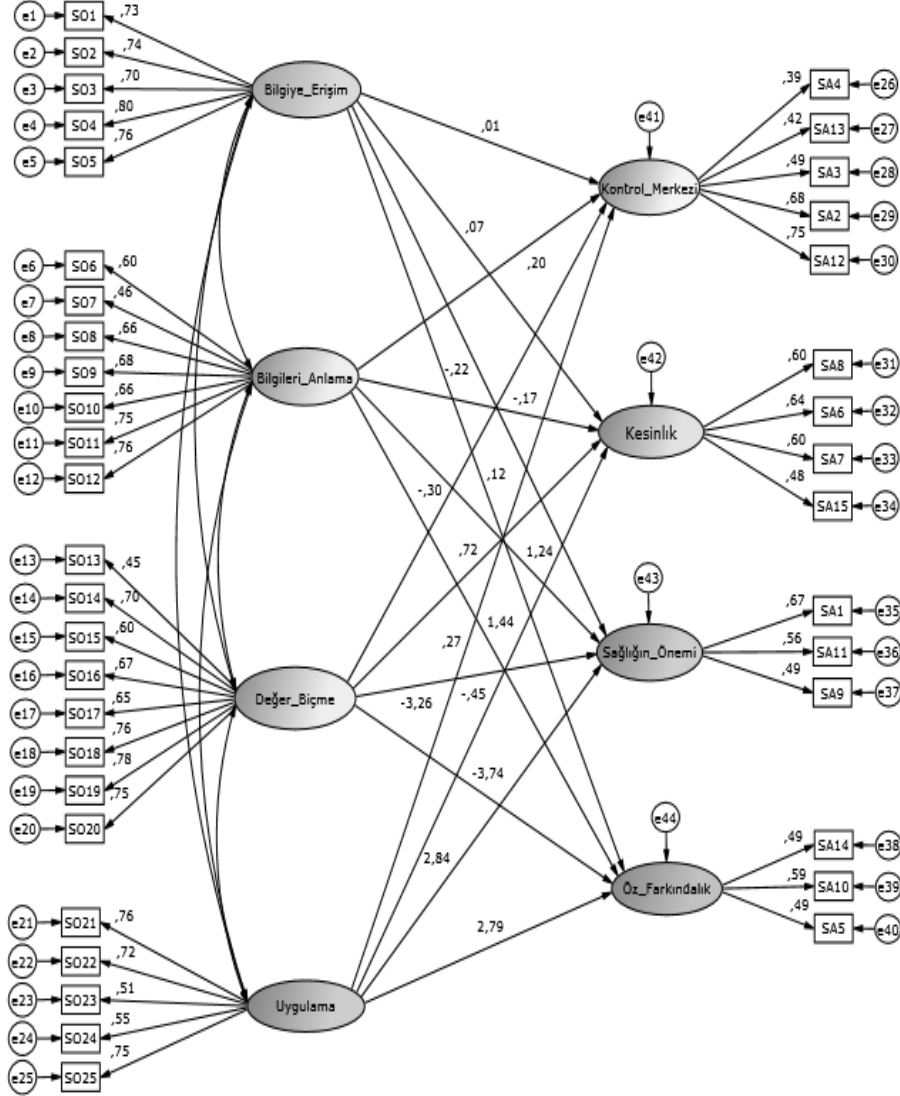 e1 SO1 ,73
e2 SO2 ,74
e3 SO3 ,70
e4 SO4 ,80
e5 SO5 ,76
Bilgiye_Erişim
e6 SO6 ,60
e7 SO7 ,46
e8 SO8 ,66
e9 SO9 ,68
e10 SO10 ,66
e11 SO11 ,75
e12 SO12 ,76
Bilgileri_Anlama
e13 SO13 ,45
e14 SO14 ,70
e15 SO15 ,60
e16 SO16 ,67
e17 SO17 ,65
e18 SO18 ,76
e19 SO19 ,78
e20 SO20 ,75
Değer_Biçme
e21 SO21 ,76
e22 SO22 ,72
e23 SO23 ,51
e24 SO24 ,55
e25 SO25 ,75
Uygulama
,01
,07
,20
-,22
-,17
-,30
,12
,72
1,24
,27
1,44
-3,26
-,45
-3,74
2,84
2,79
e41
Kontrol_Merkezi
,39 SA4 e26
,42 SA13 e27
,49 SA3 e28
,68 SA2 e29
,75 SA12 e30
e42
Kesinlik
,60 SA8 e31
,64 SA6 e32
,60 SA7 e33
,48 SA15 e34
e43
Sağlığın_Önemi
,67 SA1 e35
,56 SA11 e36
,49 SA9 e37
e44
Öz_Farkındalık
,49 SA14 e38
,59 SA10 e39
,49 SA5 e40